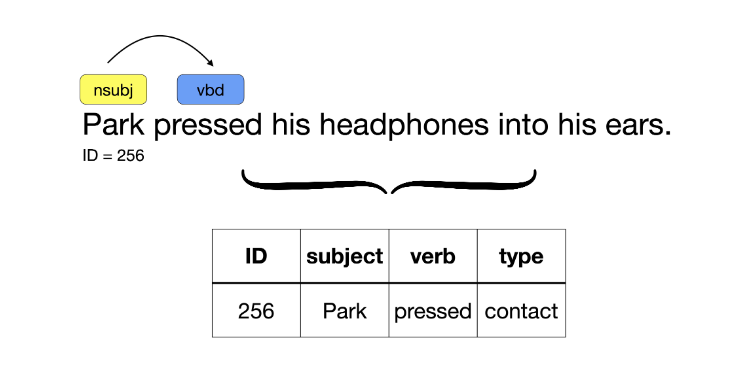 nsubj vbd
Park pressed his headphones into his ears.
ID = 256
ID subject verb type
256 Park pressed contact